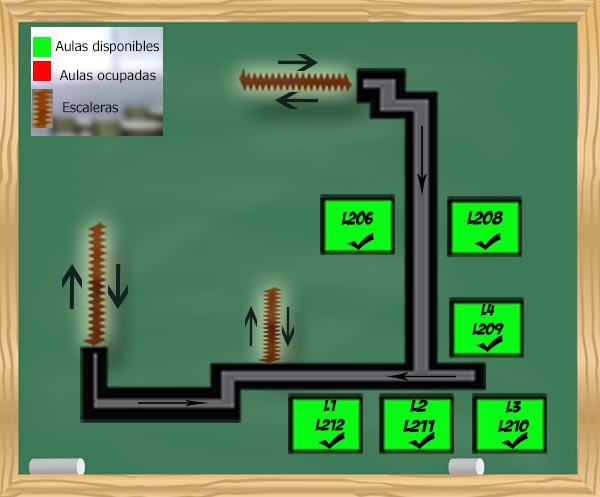 Aulas disponibles
Aulas ocupadas
Escaleras
L206
L208
L4
L209
L1
L212
L2
L211
L3
L210